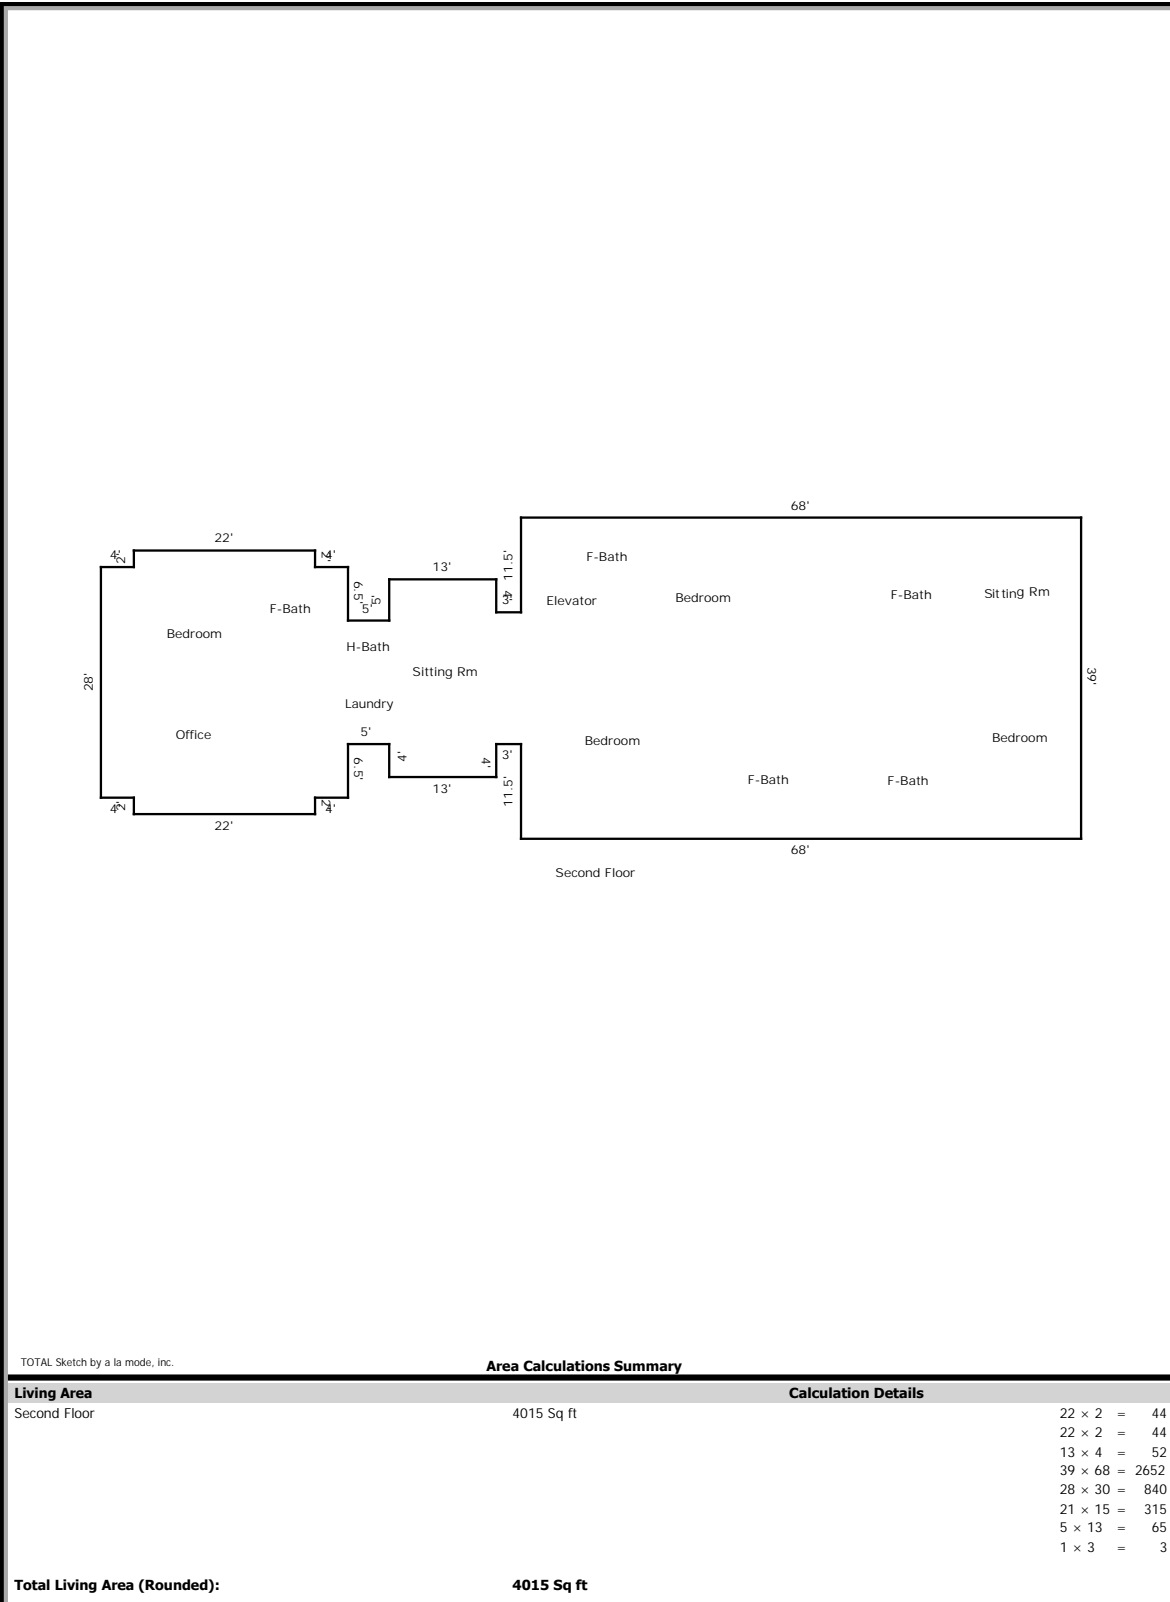 68'
22'
4' 2' 2' 4'
13'
11.5'
F-Bath
6.5' 5' 5'
4' 3'
Elevator
Bedroom
F-Bath
Sitting Rm
F-Bath
Bedroom
H-Bath
Sitting Rm
28'
39'
Laundry
Office
5'
4' 4' 3'
Bedroom
Bedroom
6.5'
13'
11.5'
F-Bath
F-Bath
4' 2' 2' 4'
22'
68'
Second Floor
TOTAL Sketch by a la mode, inc.
Area Calculations Summary
Living Area Calculation Details
Second Floor 4015 Sq ft 22 × 2 = 44
22 × 2 = 44
13 × 4 = 52
39 × 68 = 2652
28 × 30 = 840
21 × 15 = 315
5 × 13 = 65
1 × 3 = 3
Total Living Area (Rounded): 4015 Sq ft